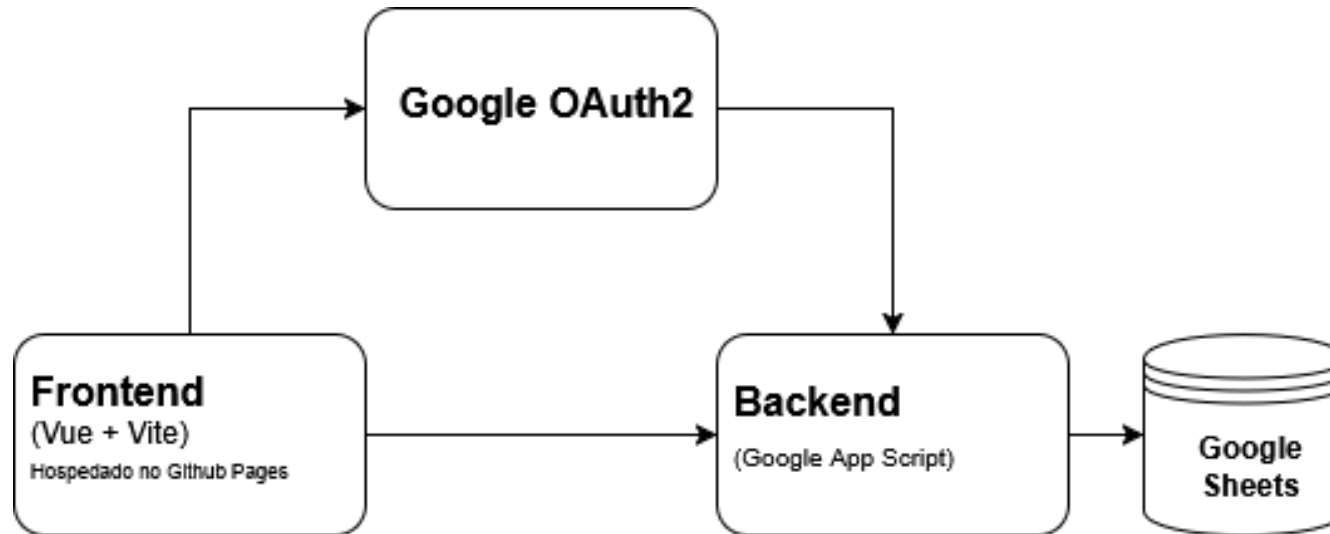 Google OAuth2
Frontend
(Vue + Vite)
Hospedado no Github Pages
Backend
(Google App Script)
Google
Sheets